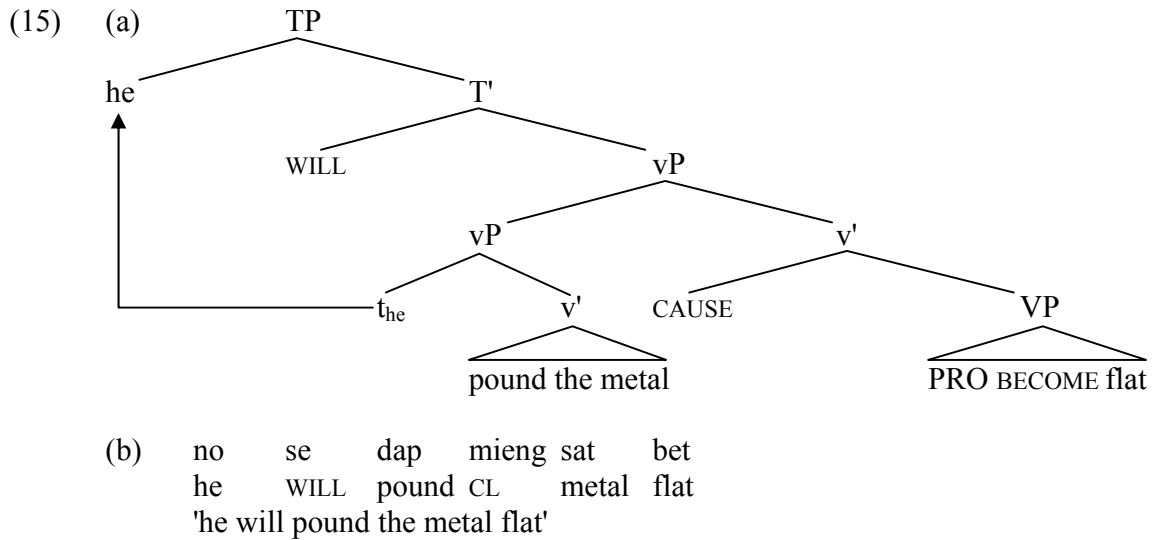 (15) (a) TP
he T'
WILL vP
vP v'
t_he v' CAUSE VP
pound the metal PRO BECOME flat
(b) no se dap mieng sat bet
he WILL pound CL metal flat
'he will pound the metal flat'